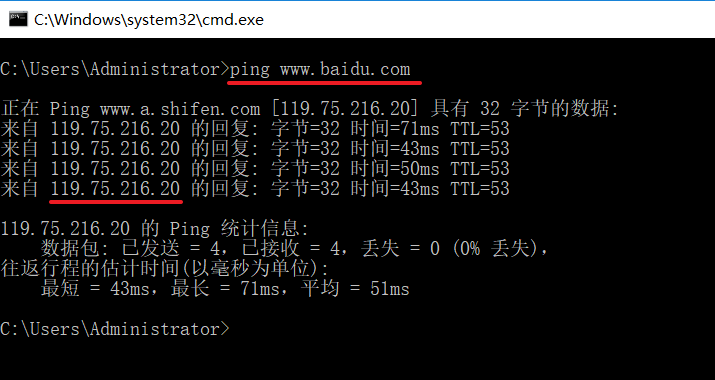 C:\Windows\system32\cmd.exe
C:\Users\Administrator>ping www.baidu.com
正在 Ping www.a.shifen.com [119.75.216.20] 具有 32 字节的数据:
来自 119.75.216.20 的回复: 字节=32 时间=71ms TTL=53
来自 119.75.216.20 的回复: 字节=32 时间=43ms TTL=53
来自 119.75.216.20 的回复: 字节=32 时间=50ms TTL=53
来自 119.75.216.20 的回复: 字节=32 时间=43ms TTL=53
119.75.216.20 的 Ping 统计信息:
数据包: 已发送 = 4，已接收 = 4，丢失 = 0 (0% 丢失)，
往返行程的估计时间(以毫秒为单位):
最短 = 43ms，最长 = 71ms，平均 = 51ms
C:\Users\Administrator>